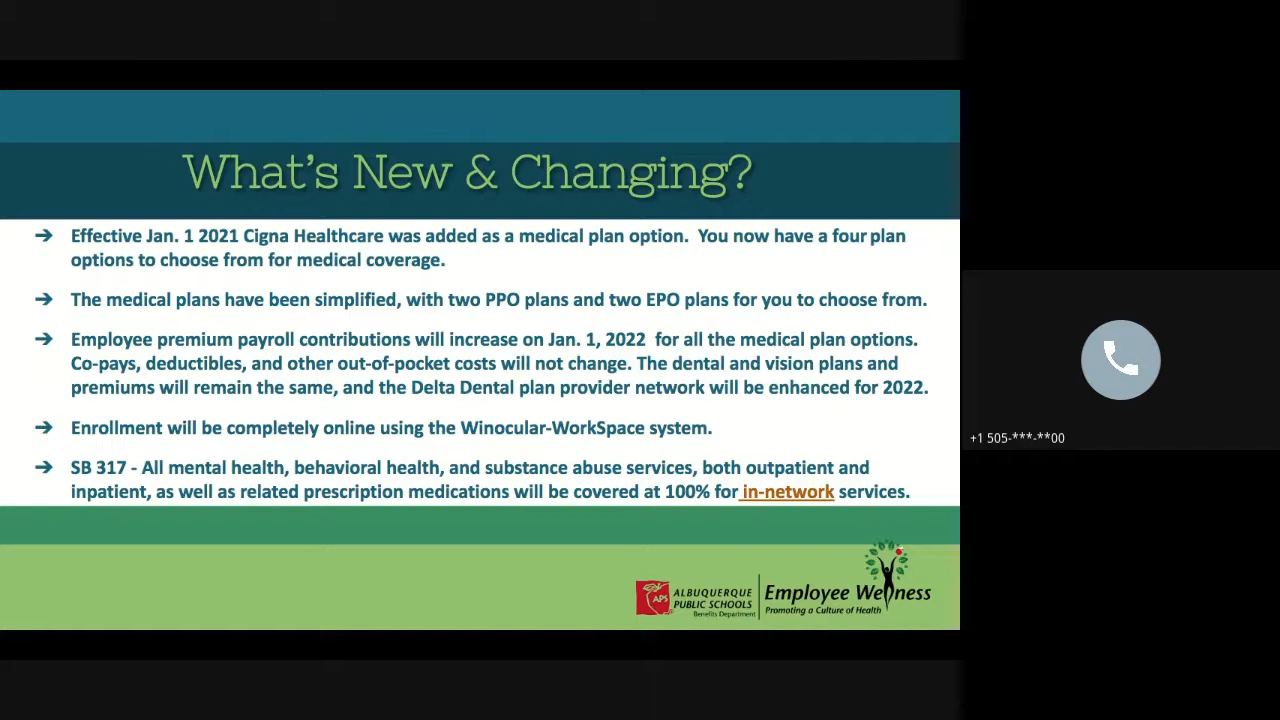 What's New & Changing?
➔ Effective Jan. 1 2021 Cigna Healthcare was added as a medical plan option. You now have a four plan
options to choose from for medical coverage.
➔ The medical plans have been simplified, with two PPO plans and two EPO plans for you to choose from.
➔ Employee premium payroll contributions will increase on Jan. 1, 2022 for all the medical plan options.
Co-pays, deductibles, and other out-of-pocket costs will not change. The dental and vision plans and
premiums will remain the same, and the Delta Dental plan provider network will be enhanced for 2022.
➔ Enrollment will be completely online using the Winocular-WorkSpace system.
➔ SB 317 - All mental health, behavioral health, and substance abuse services, both outpatient and
inpatient, as well as related prescription medications will be covered at 100% for in-network services.
+1 505-***-**00
APS
ALBUQUERQUE
PUBLIC SCHOOLS
Benefits Department
Employee Wellness
Promoting a Culture of Health